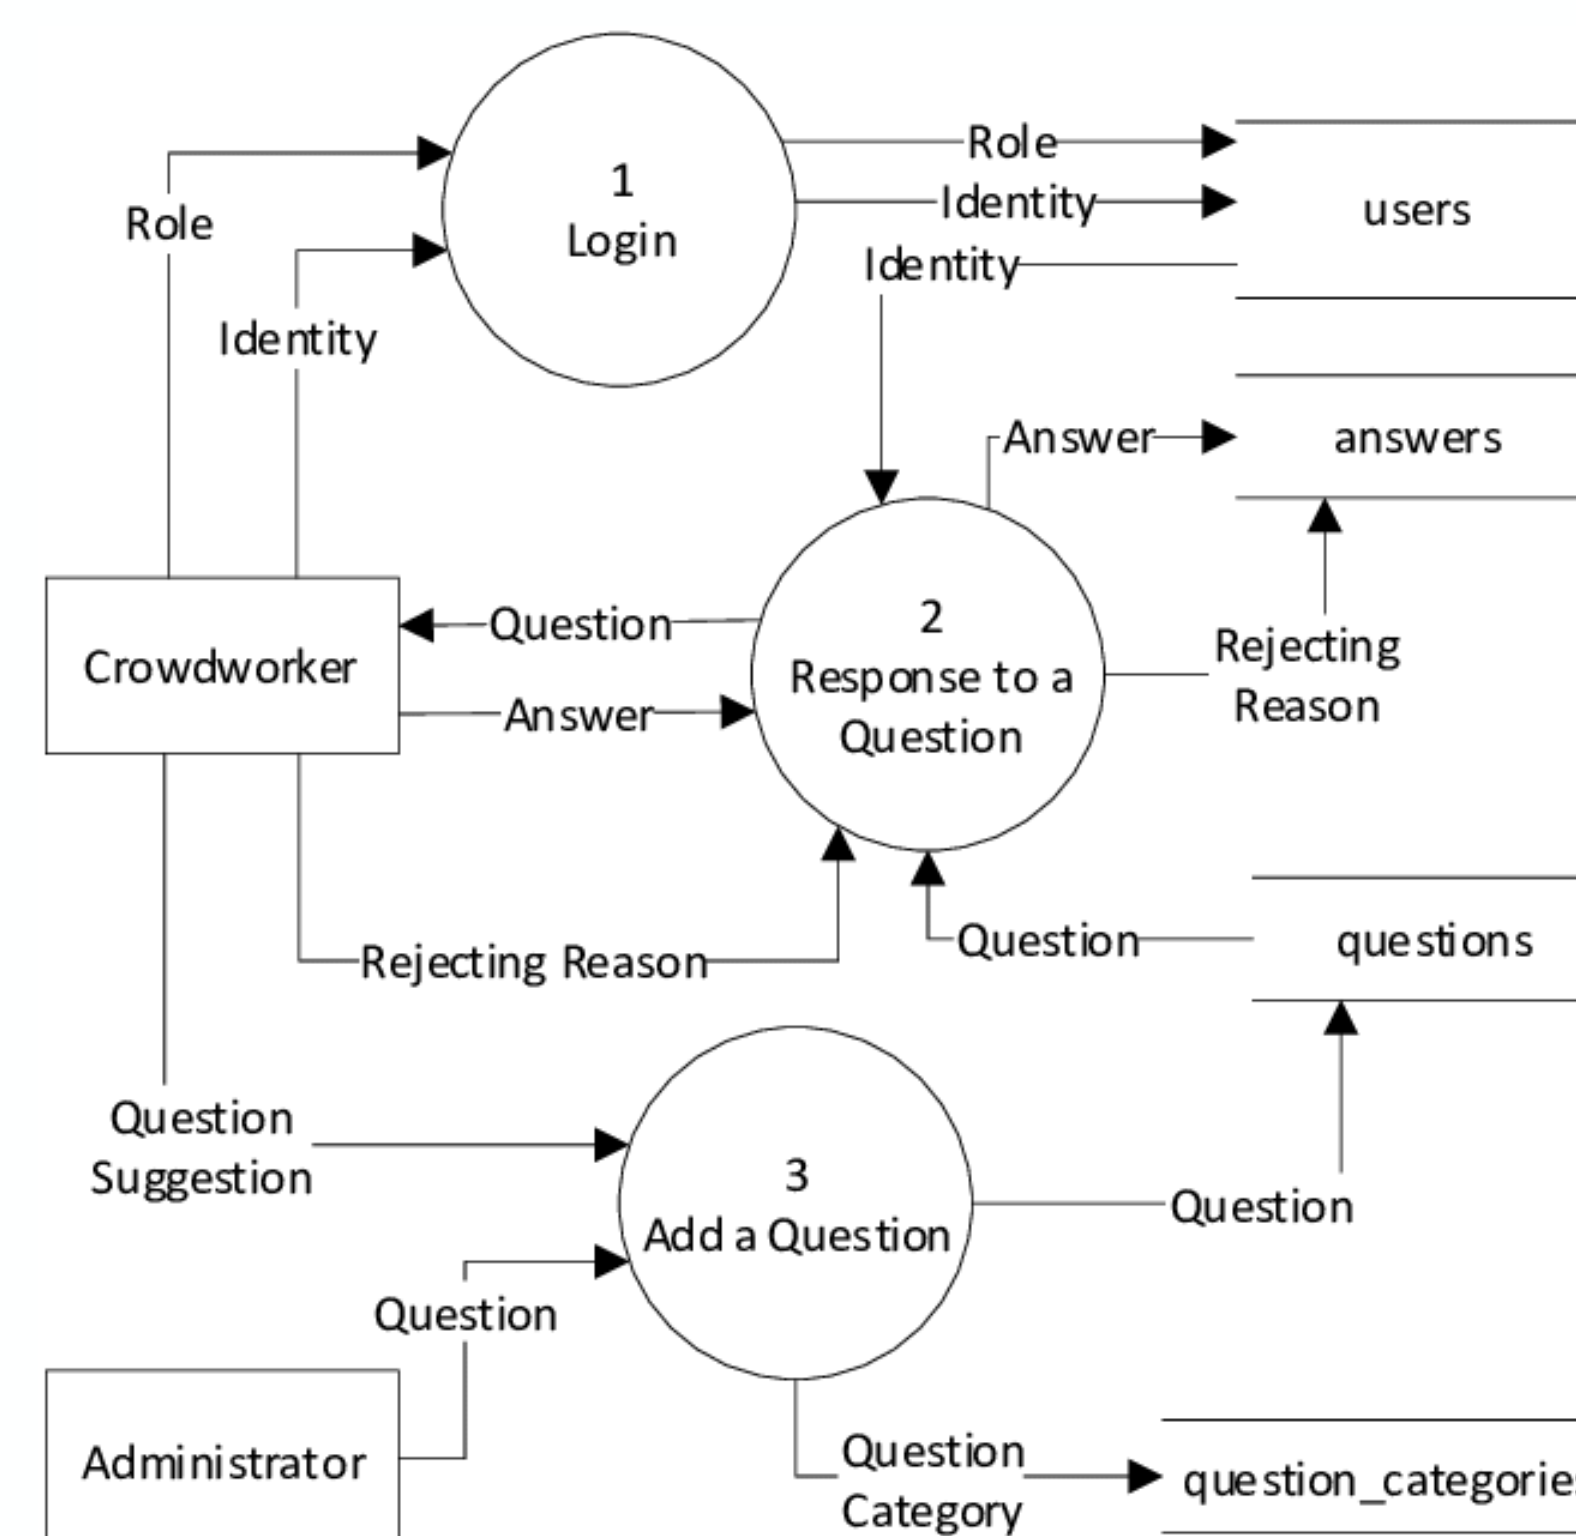 1
Login
Role
Identity
Role
Identity
Identity
users
Answer
answers
Crowdworker
Question
Answer
2
Response to a
Question
Rejecting
Reason
Rejecting Reason
Question
questions
Question
Suggestion
3
Add a Question
Question
Question
Administrator
Question
Category
question_categories